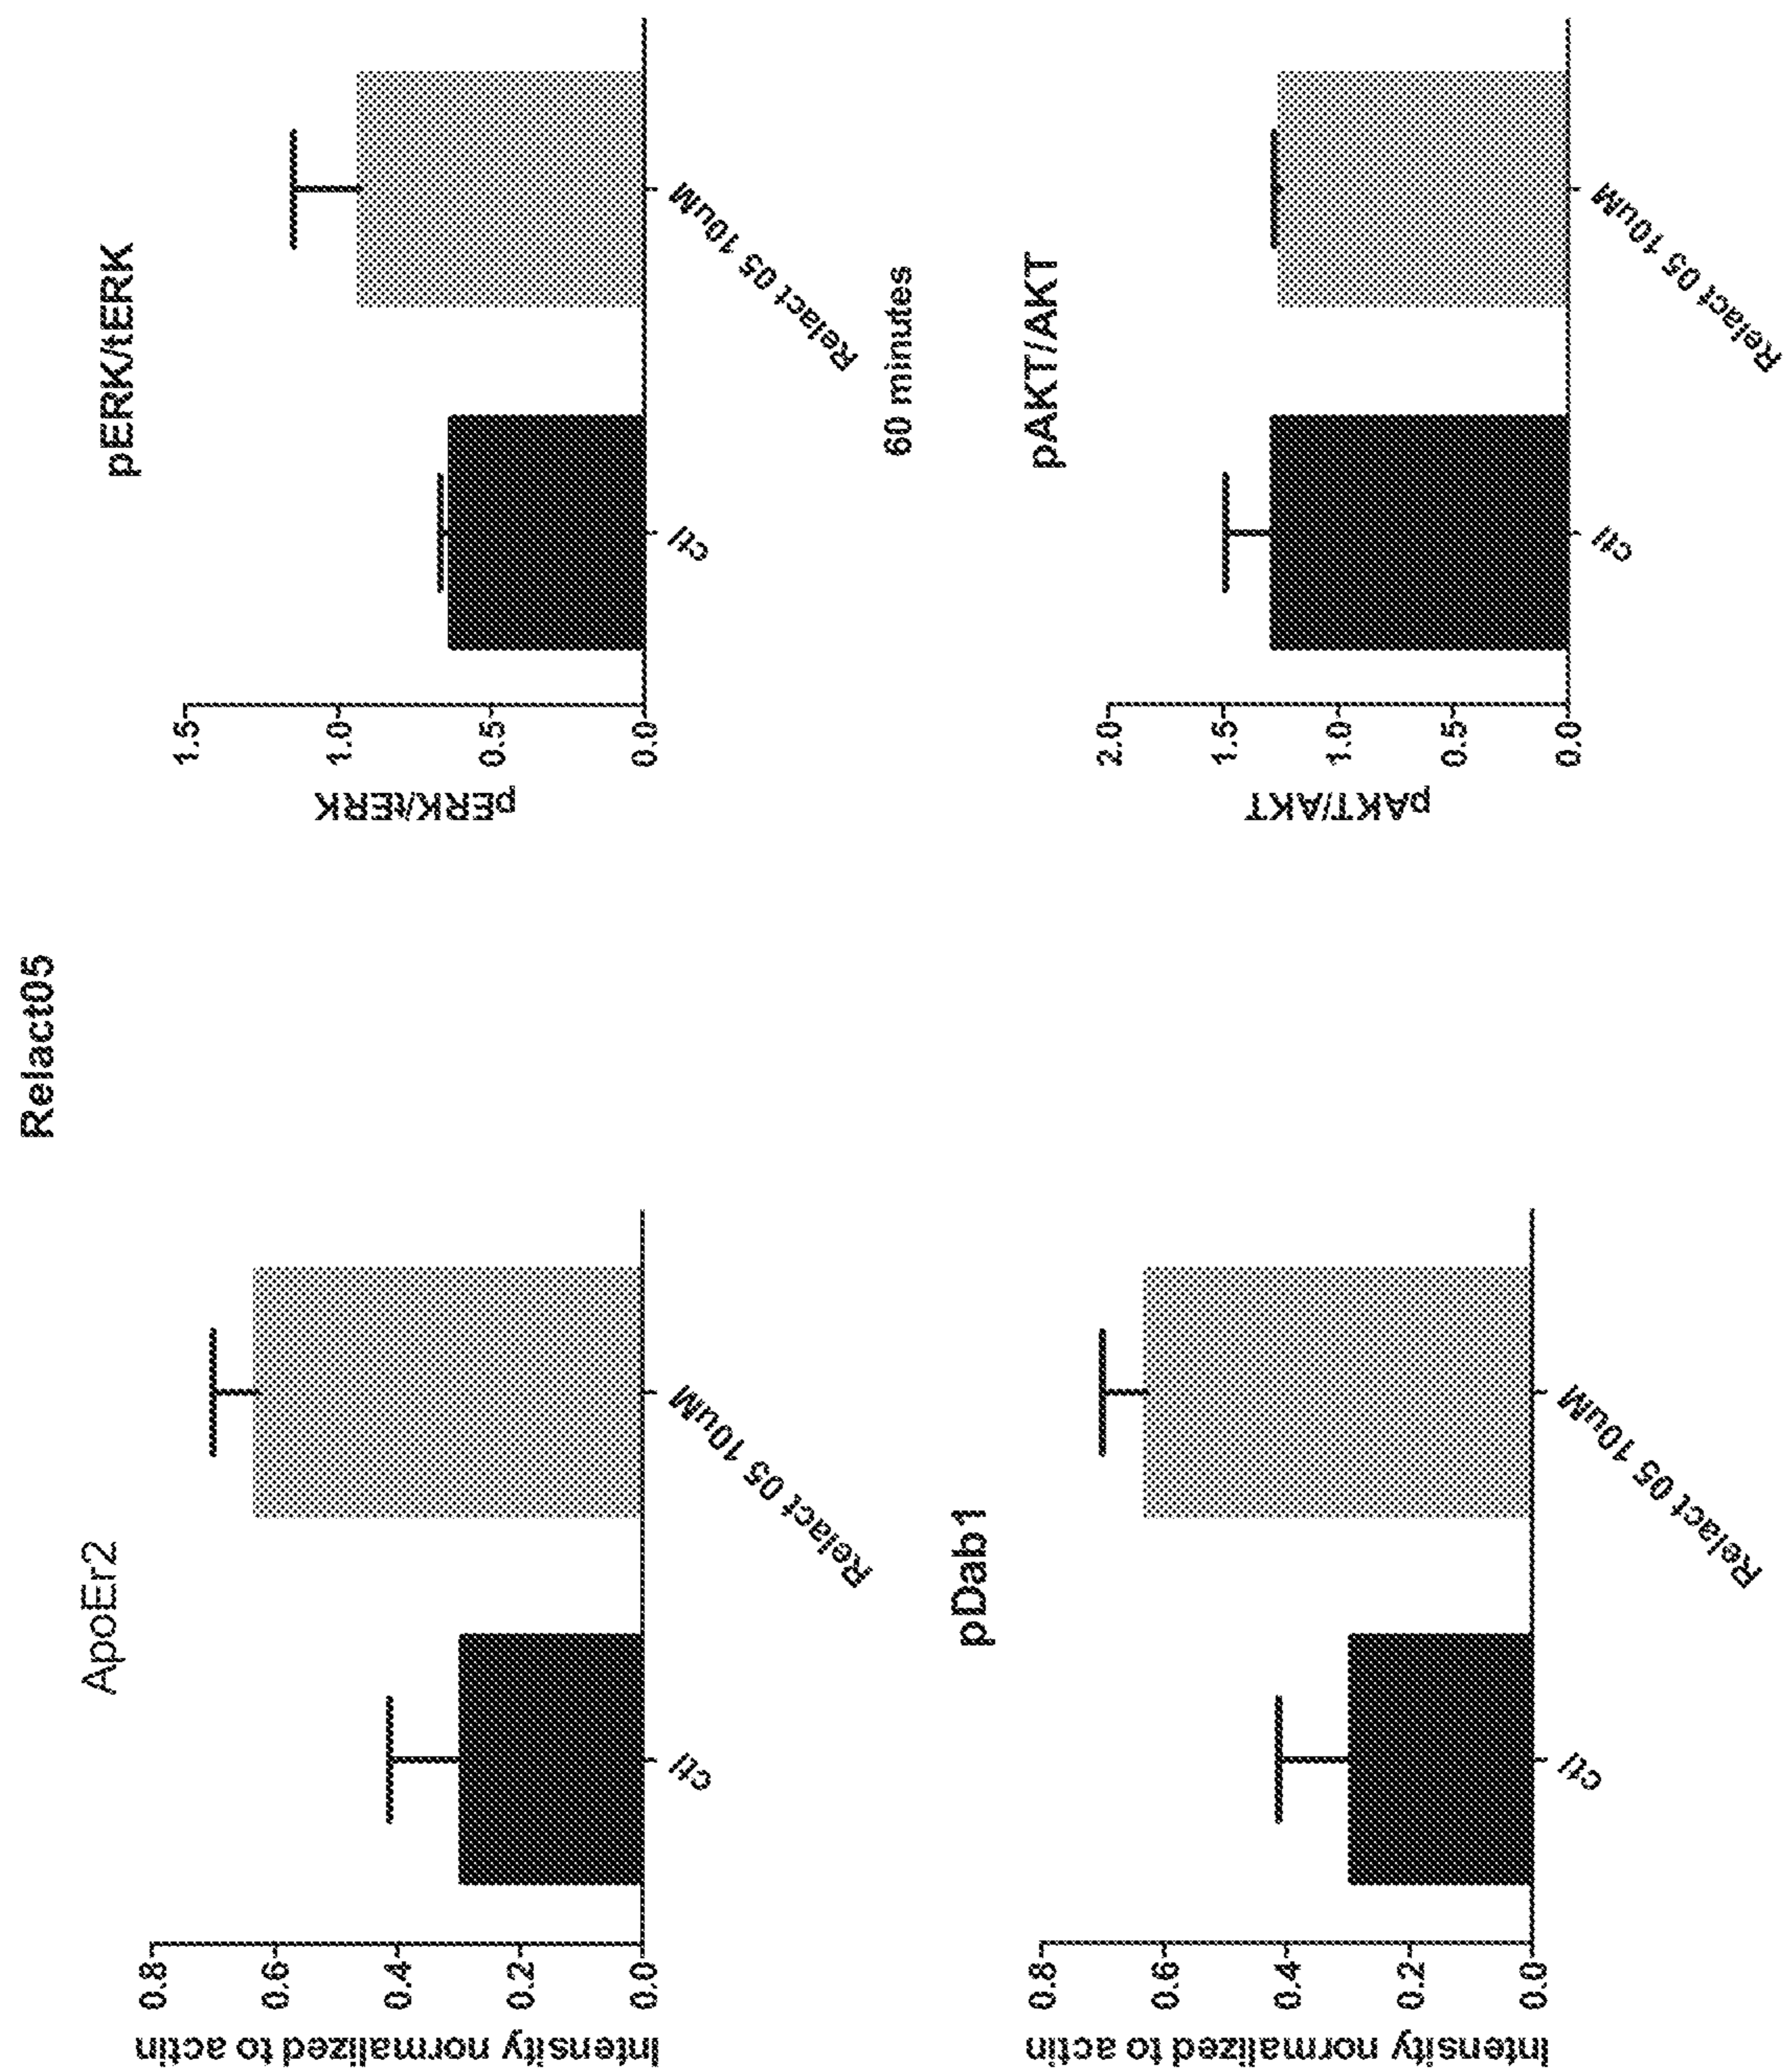 Relact05
ApoEr2
Intensity normalized to actin
0.8
0.6
0.4
0.2
0.0
ctl
Relact 05 10uM
pERK/tERK
pERK/tERK
1.5
1.0
0.5
0.0
ctl
Relact 05 10uM
pDab1
Intensity normalized to actin
0.8
0.6
0.4
0.2
0.0
ctl
Relact 05 10uM
60 minutes
pAKT/AKT
pAKT/AKT
2.0
1.5
1.0
0.5
0.0
ctl
Relact 05 10uM